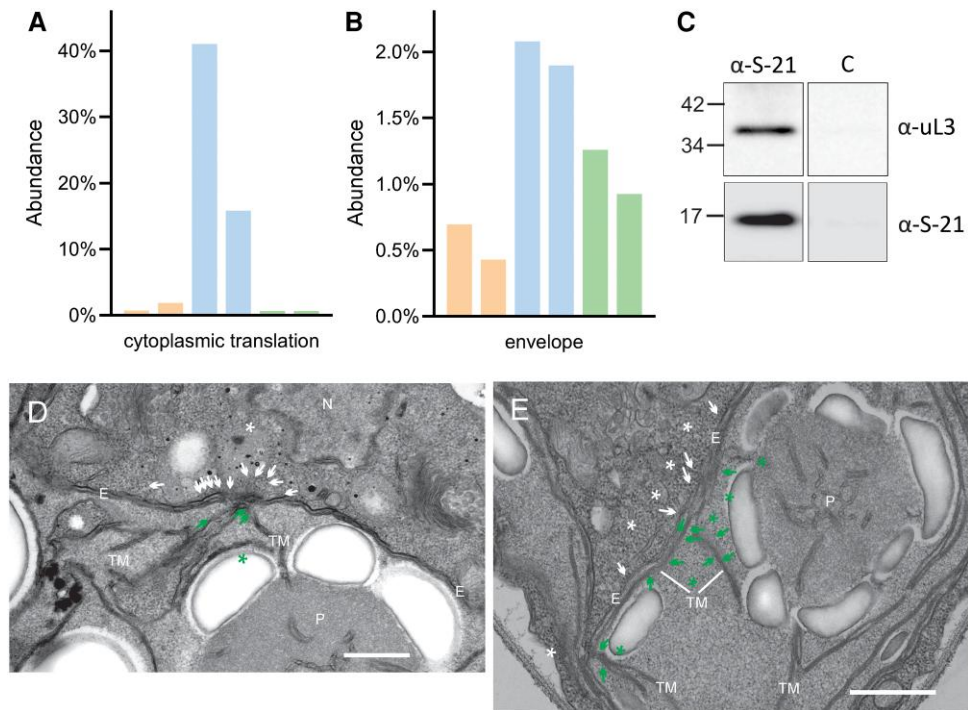 A
Abundance
40%
30%
20%
10%
0%
cytoplasmic translation
B
Abundance
2.0%
1.5%
1.0%
0.5%
0.0%
envelope
C
α-S-21 C
42
34
α-uL3
17
α-S-21
D
N
*
E
TM
TM
*
P
E
E
*
E
*
*
*
*
*
P
*
E
*
TM
*
*
TM
TM